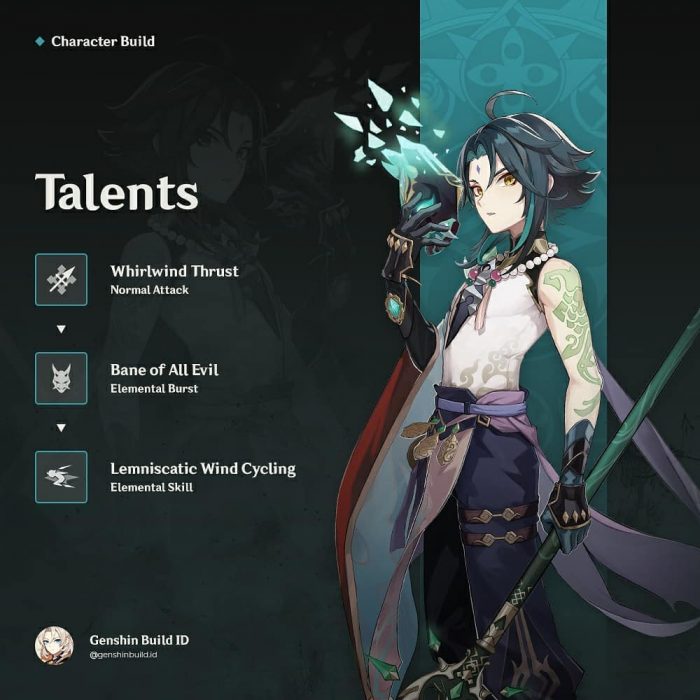 Character Build
Talents
Whirlwind Thrust
Normal Attack
Bane of All Evil
Elemental Burst
Lemniscatic Wind Cycling
Elemental Skill
Genshin Build ID
@genshinbuild.id